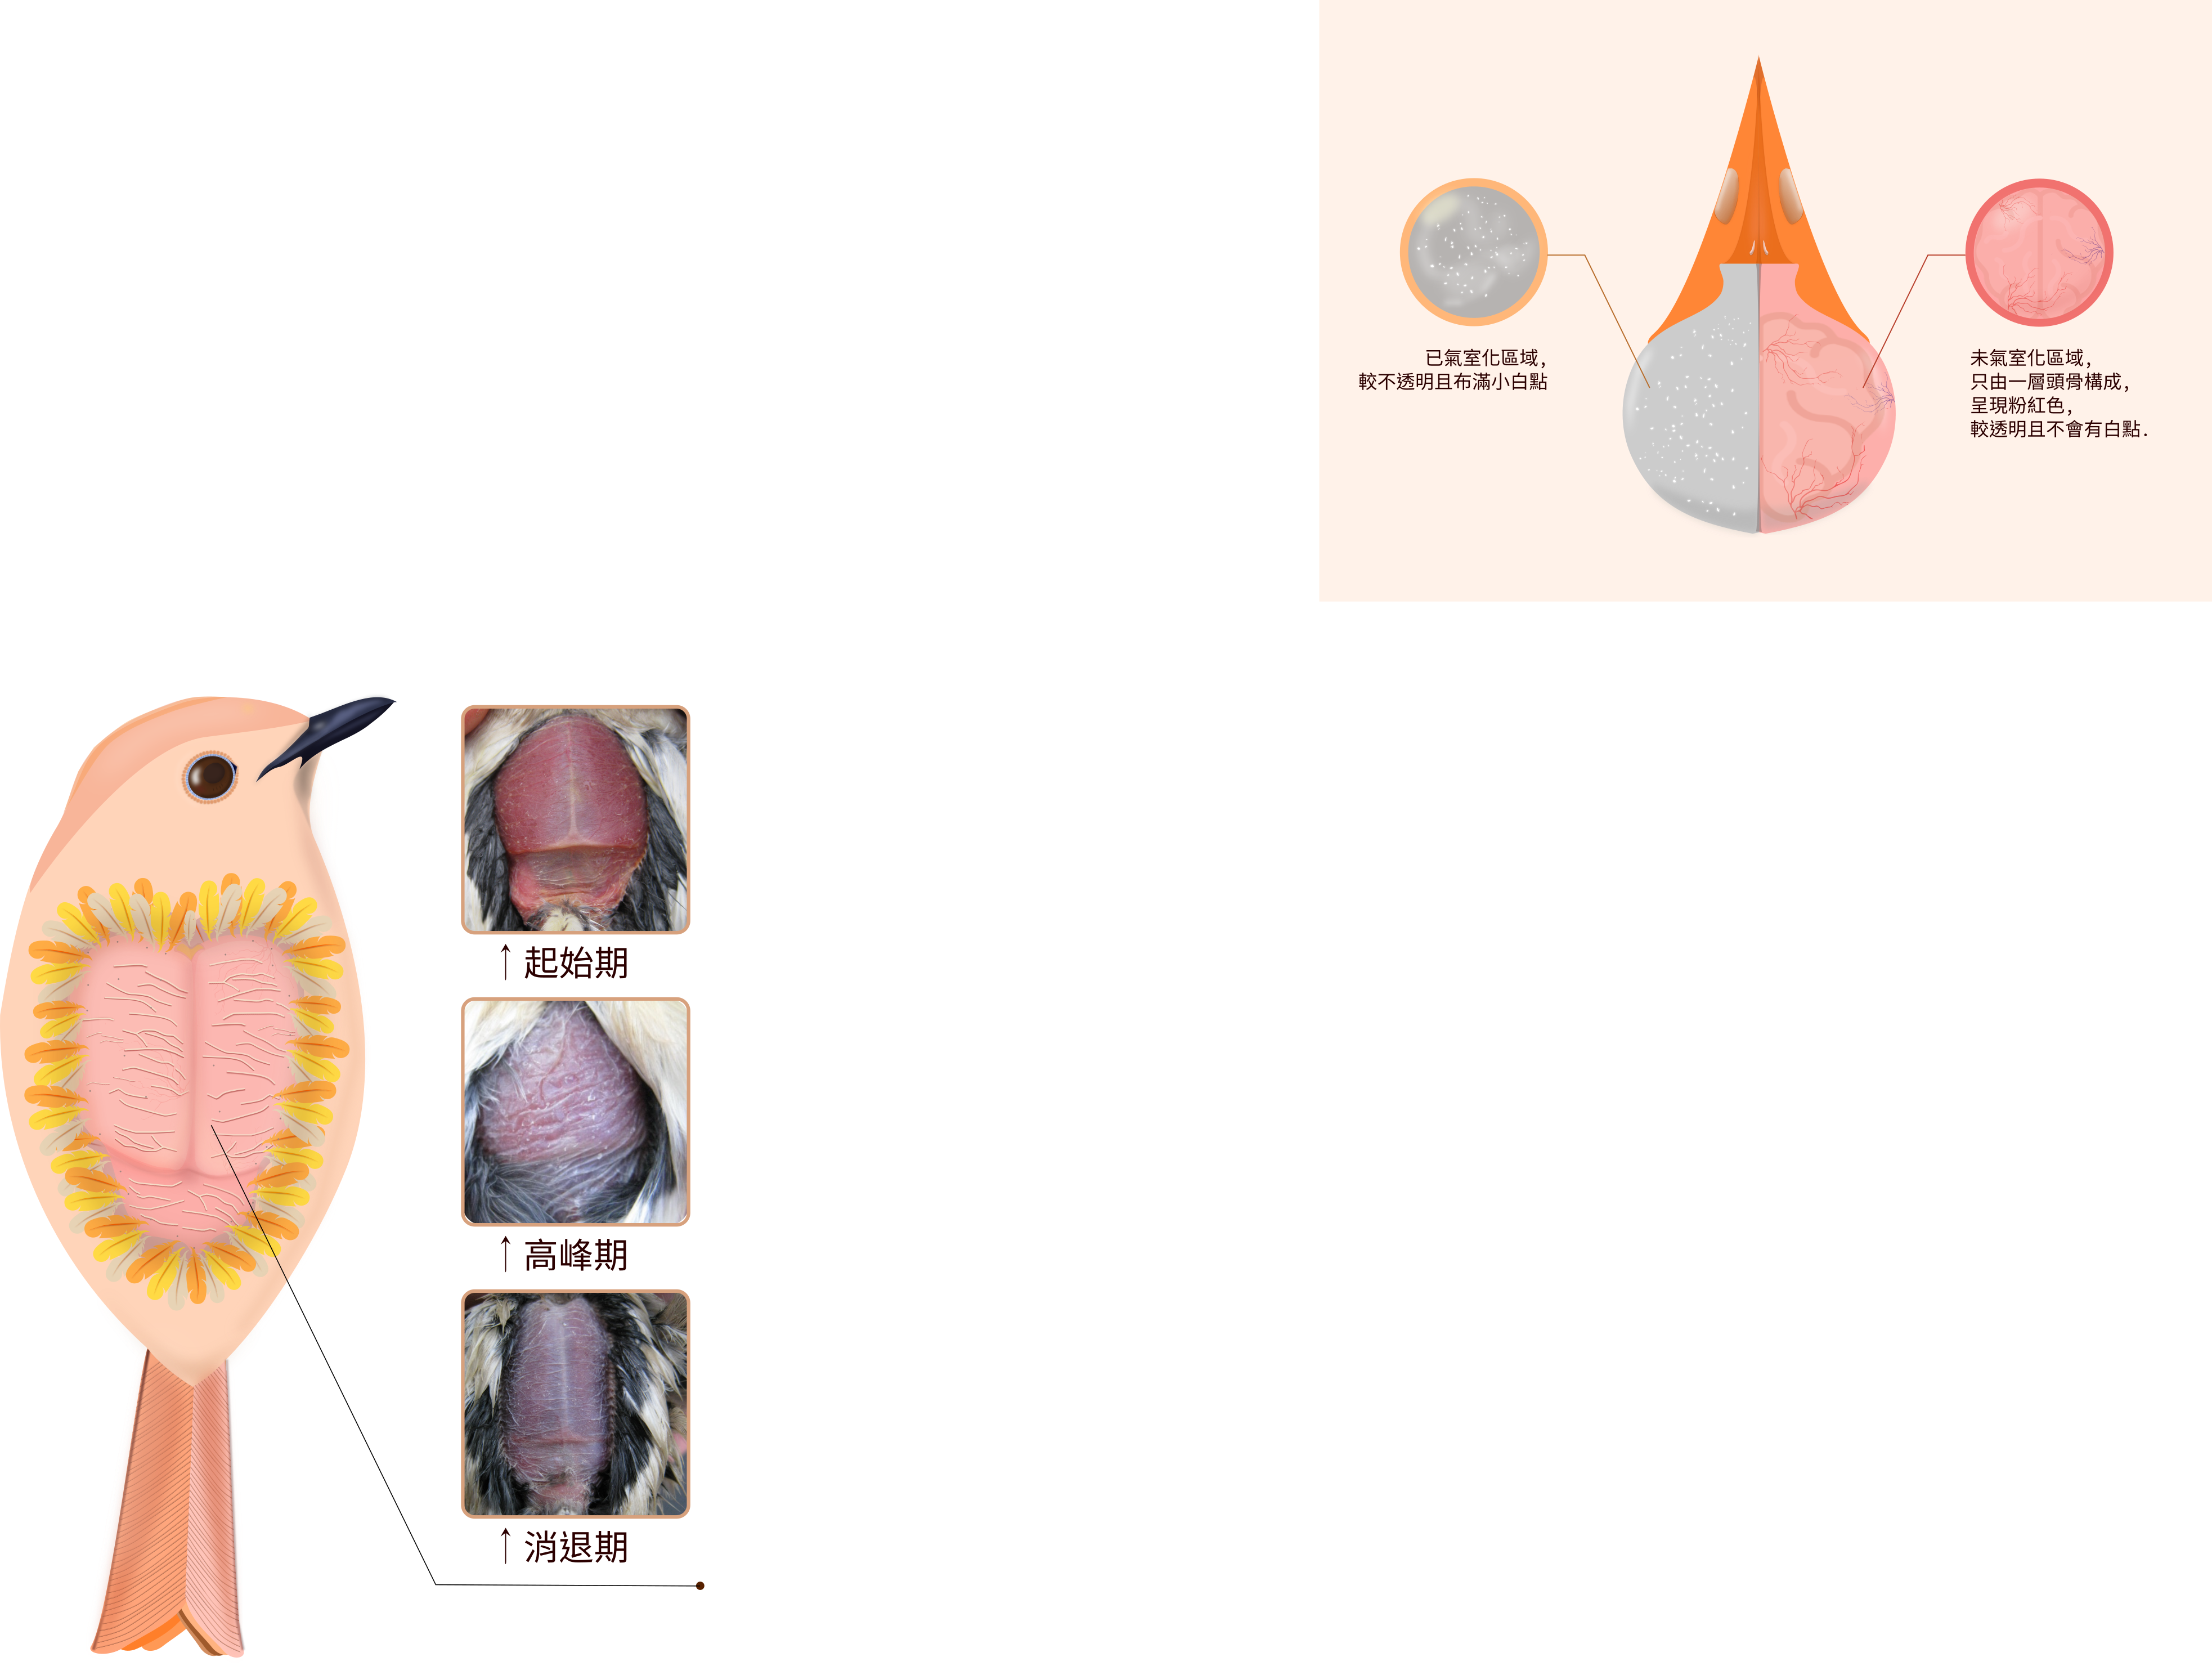 已氣室化區域,
較不透明且布滿小白點
未氣室化區域,
只由一層頭骨構成,
呈現粉紅色,
較透明且不會有白點.
↑ 起始期
↑ 高峰期
↑ 消退期